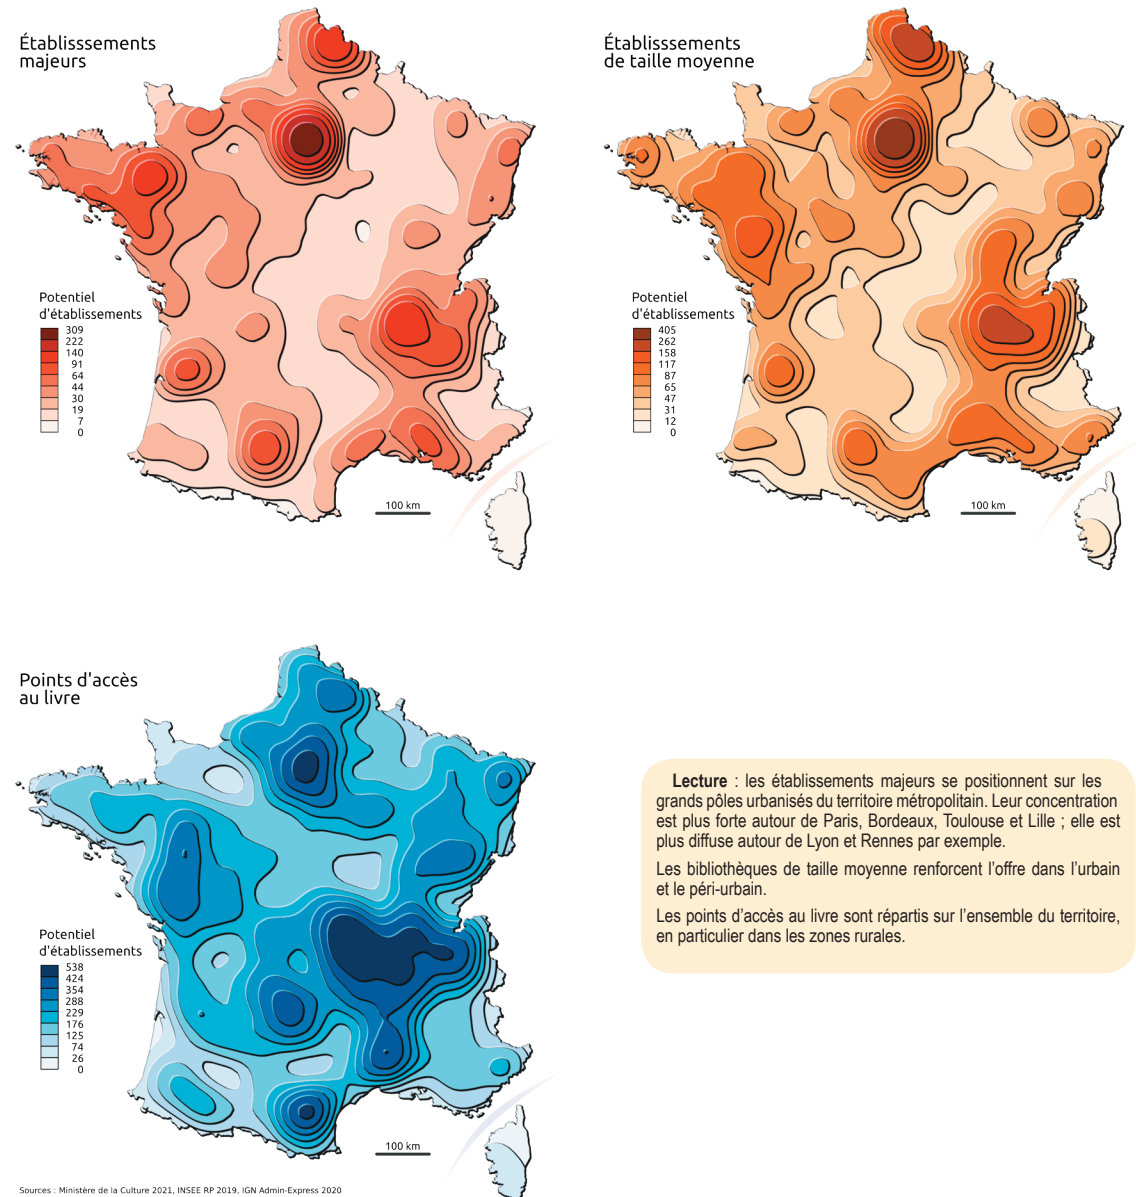 Établisssements
majeurs
Potentiel
d'établissements
309
222
140
91
64
44
30
19
7
0
100 km
Établisssements
de taille moyenne
Potentiel
d'établissements
405
262
158
117
87
65
47
31
12
0
100 km
Points d'accès
au livre
Potentiel
d'établissements
538
424
354
288
229
176
125
74
26
0
100 km
Lecture : les établissements majeurs se positionnent sur les
grands pôles urbanisés du territoire métropolitain. Leur concentration
est plus forte autour de Paris, Bordeaux, Toulouse et Lille ; elle est
plus diffuse autour de Lyon et Rennes par exemple.
Les bibliothèques de taille moyenne renforcent l’offre dans l’urbain
et le péri-urbain.
Les points d’accès au livre sont répartis sur l’ensemble du territoire,
en particulier dans les zones rurales.
Sources : Ministère de la Culture 2021, INSEE RP 2019, IGN Admin-Express 2020